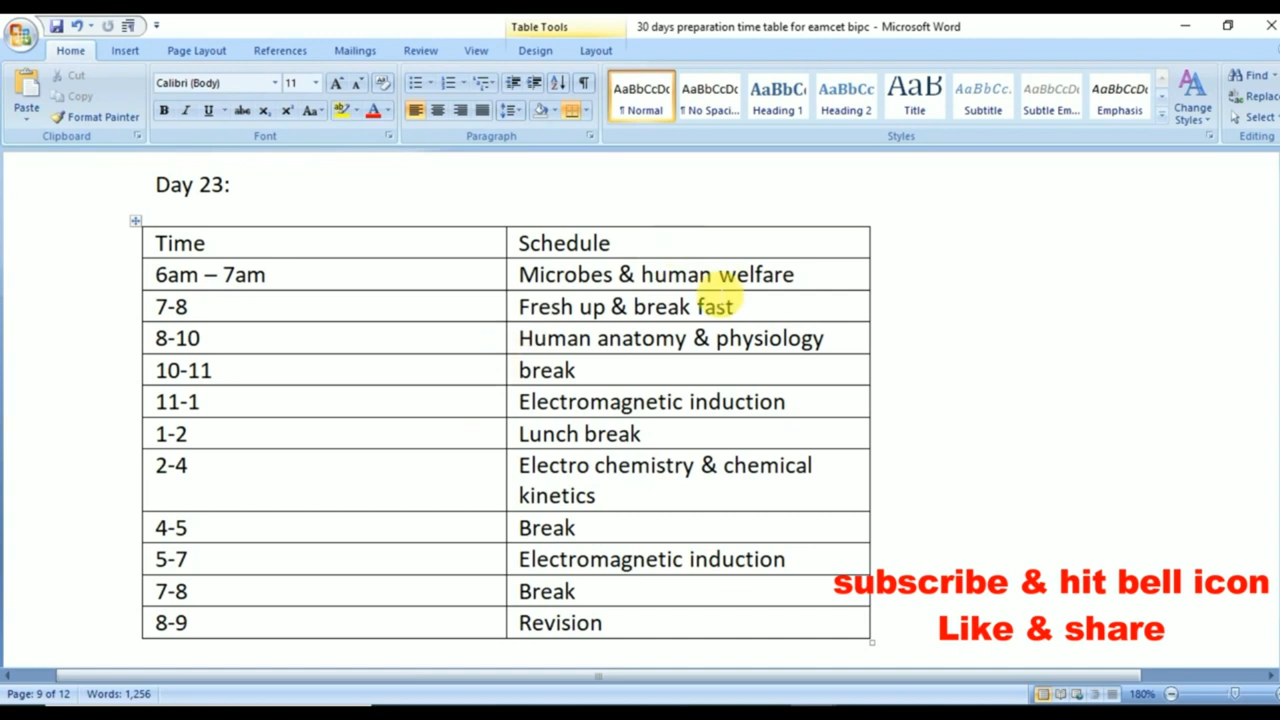 Table Tools
30 days preparation time table for eamcet bipc - Microsoft Word
Home Insert Page Layout References Mailings Review View Design Layout
Paste
Cut
Copy
Format Painter
Clipboard
Calibri (Body) 11
Font
Paragraph
AaBbCcDc AaBbCcDc AaBbC AaBbCc AaB AaBbCc. AaBbCcDc AaBbCcDc
¶ Normal ¶ No Spaci... Heading 1 Heading 2 Title Subtitle Subtle Em... Emphasis
Change Styles
Styles
Find
Replace
Select
Editing
Day 23:
Time Schedule
6am – 7am Microbes & human welfare
7-8 Fresh up & break fast
8-10 Human anatomy & physiology
10-11 break
11-1 Electromagnetic induction
1-2 Lunch break
2-4 Electro chemistry & chemical
kinetics
4-5 Break
5-7 Electromagnetic induction
7-8 Break
8-9 Revision
subscribe & hit bell icon
Like & share
Page: 9 of 12 Words: 1,256 180%